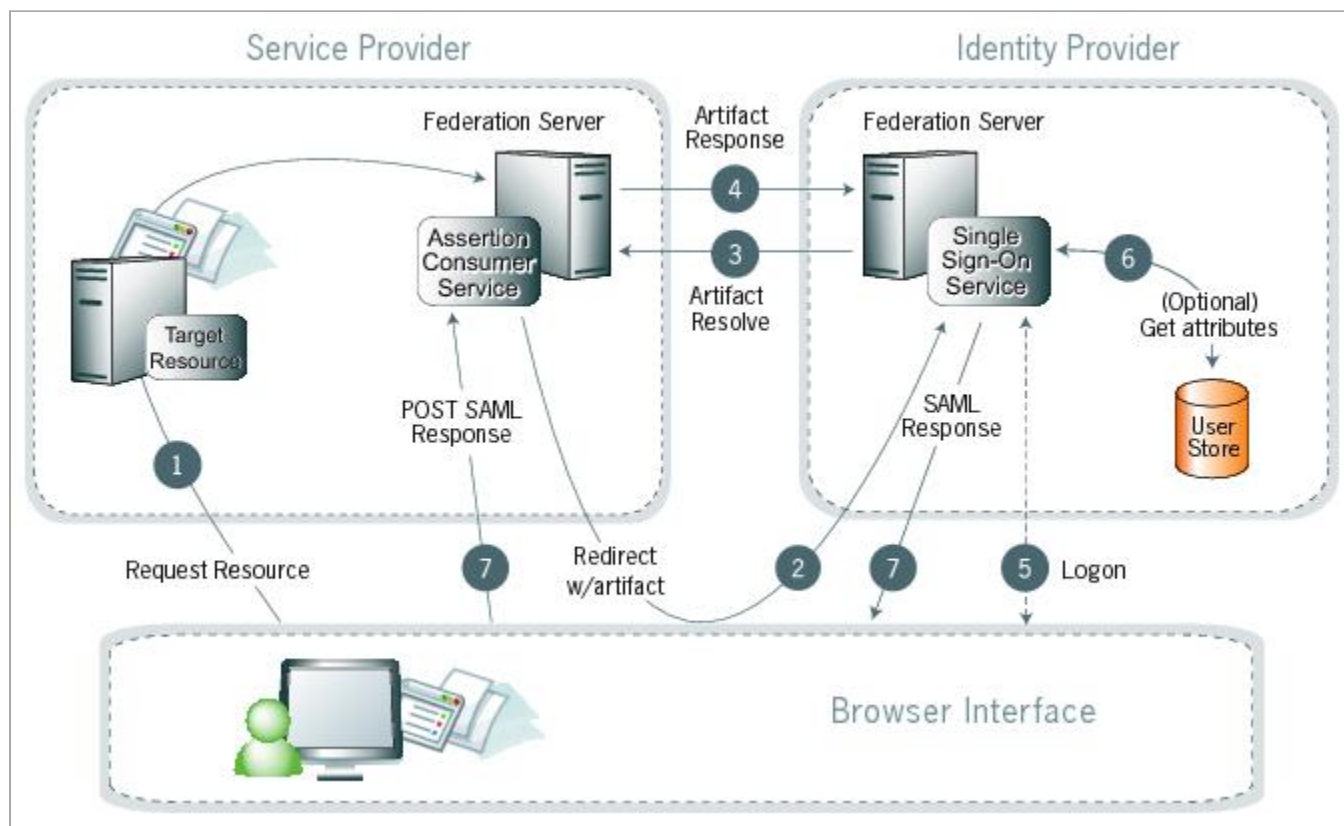 Service Provider
Identity Provider
Federation Server
Artifact
Response
Federation Server
4
Assertion
Consumer
Service
3
Single
Sign-On
Service
6
Artifact
Resolve
(Optional)
Get attributes
Target
Resource
POST SAML
Response
SAML
Response
User
Store
1
Request Resource
7
Redirect
w/artifact
2
7
5
Logon
Browser Interface